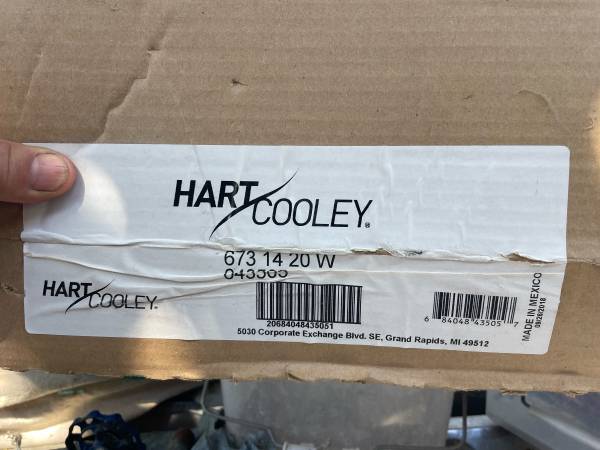 HART COOLEY®
673 14 20 W
043505
HART COOLEY
20684048435051
6 84048 43505 7
5030 Corporate Exchange Blvd. SE, Grand Rapids, MI 49512
MADE IN MEXICO